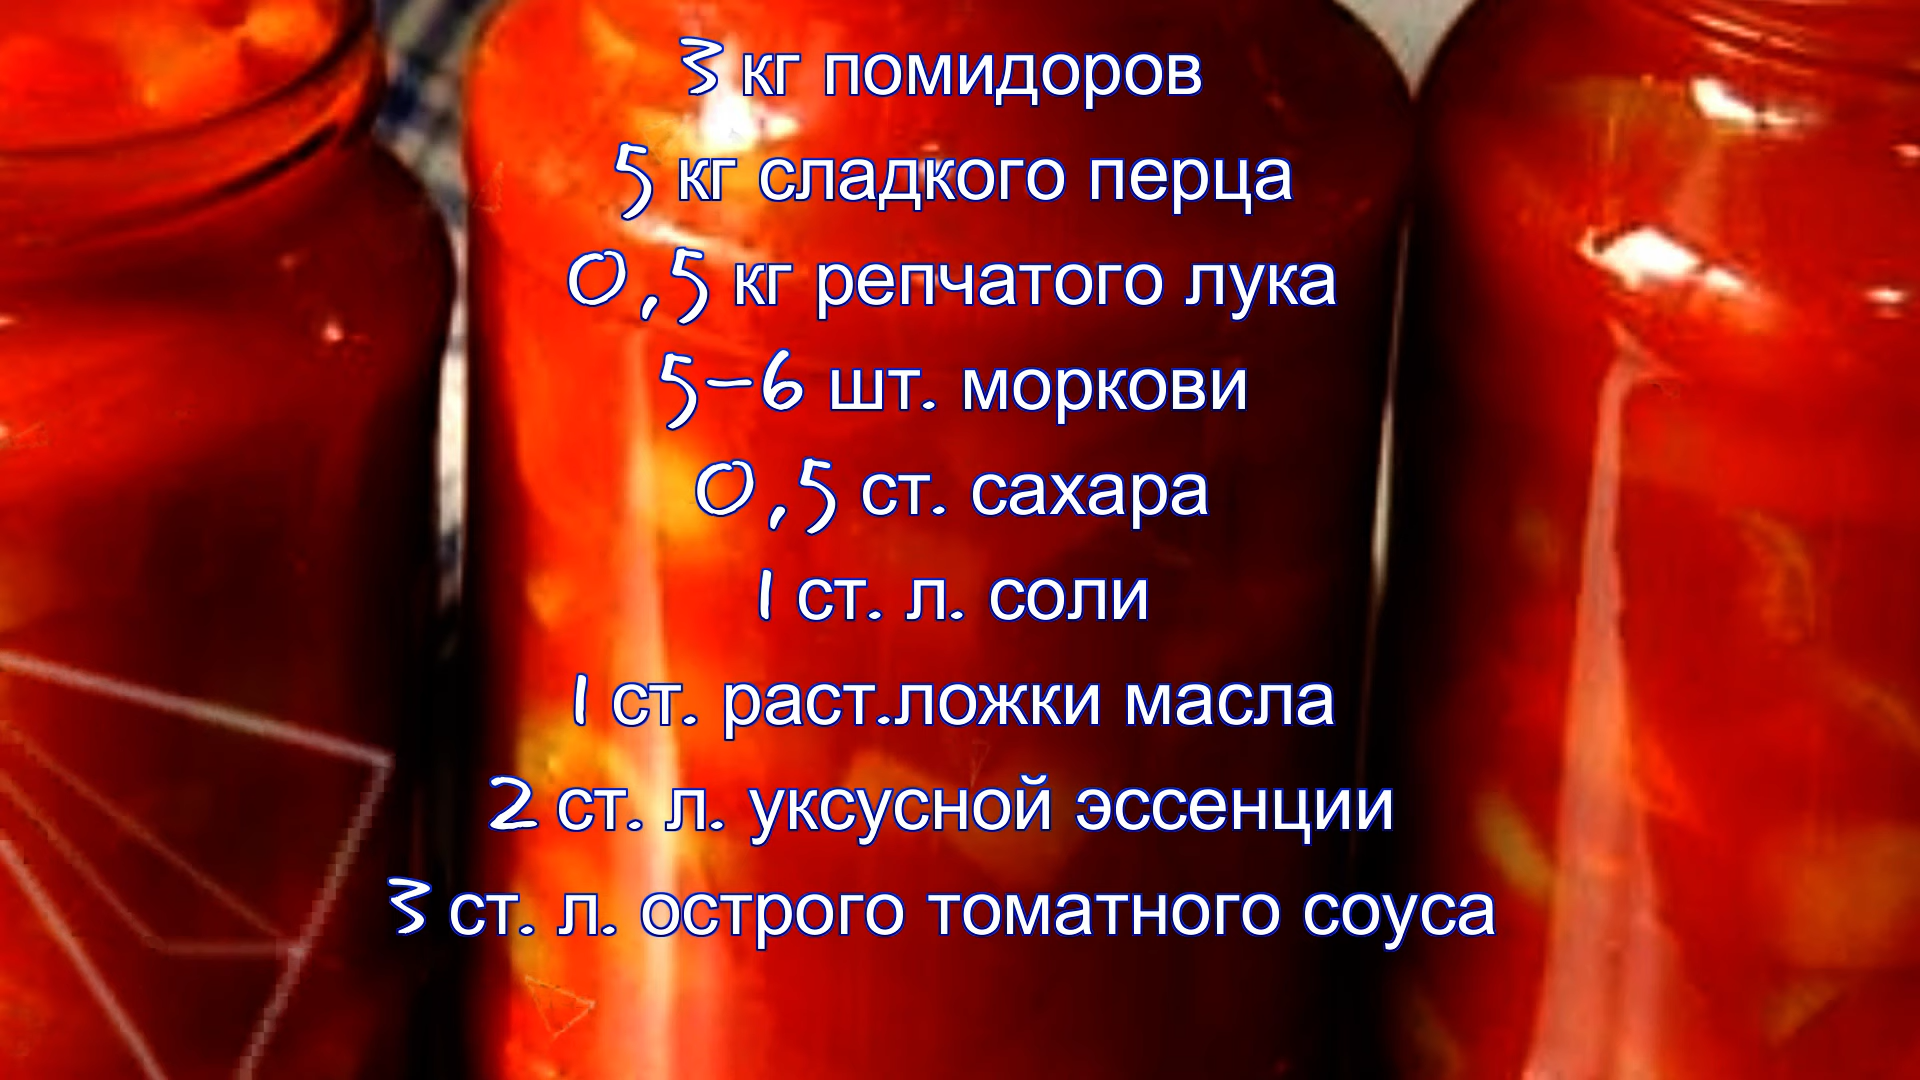 3 кг помидоров
5 кг сладкого перца
0,5 кг репчатого лука
5-6 шт. моркови
0,5 ст. сахара
1 ст. л. соли
1 ст. раст.ложки масла
2 ст. л. уксусной эссенции
3 ст. л. острого томатного соуса